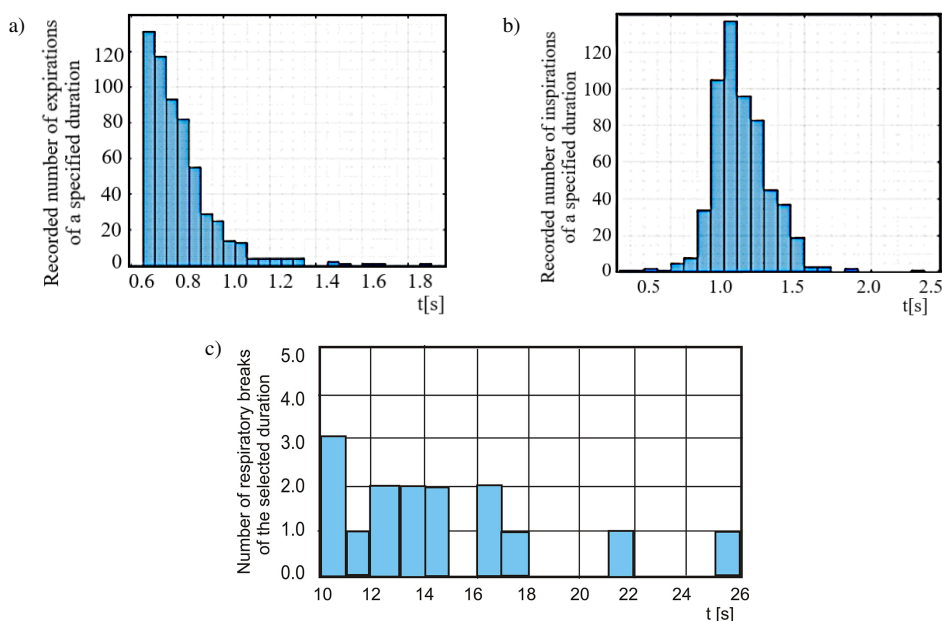 a)
Recorded number of expirations
of a specified duration
120
100
80
60
40
20
0
0.6 0.8 1.0 1.2 1.4 1.6 1.8
t[s]
b)
Recorded number of inspirations
of a specified duration
120
100
80
60
40
20
0
0.5 1.0 1.5 2.0 2.5
t[s]
c)
Number of respiratory breaks
of the selected duration
5.0
4.0
3.0
2.0
1.0
0.0
10 12 14 16 18 20 22 24 26
t [s]